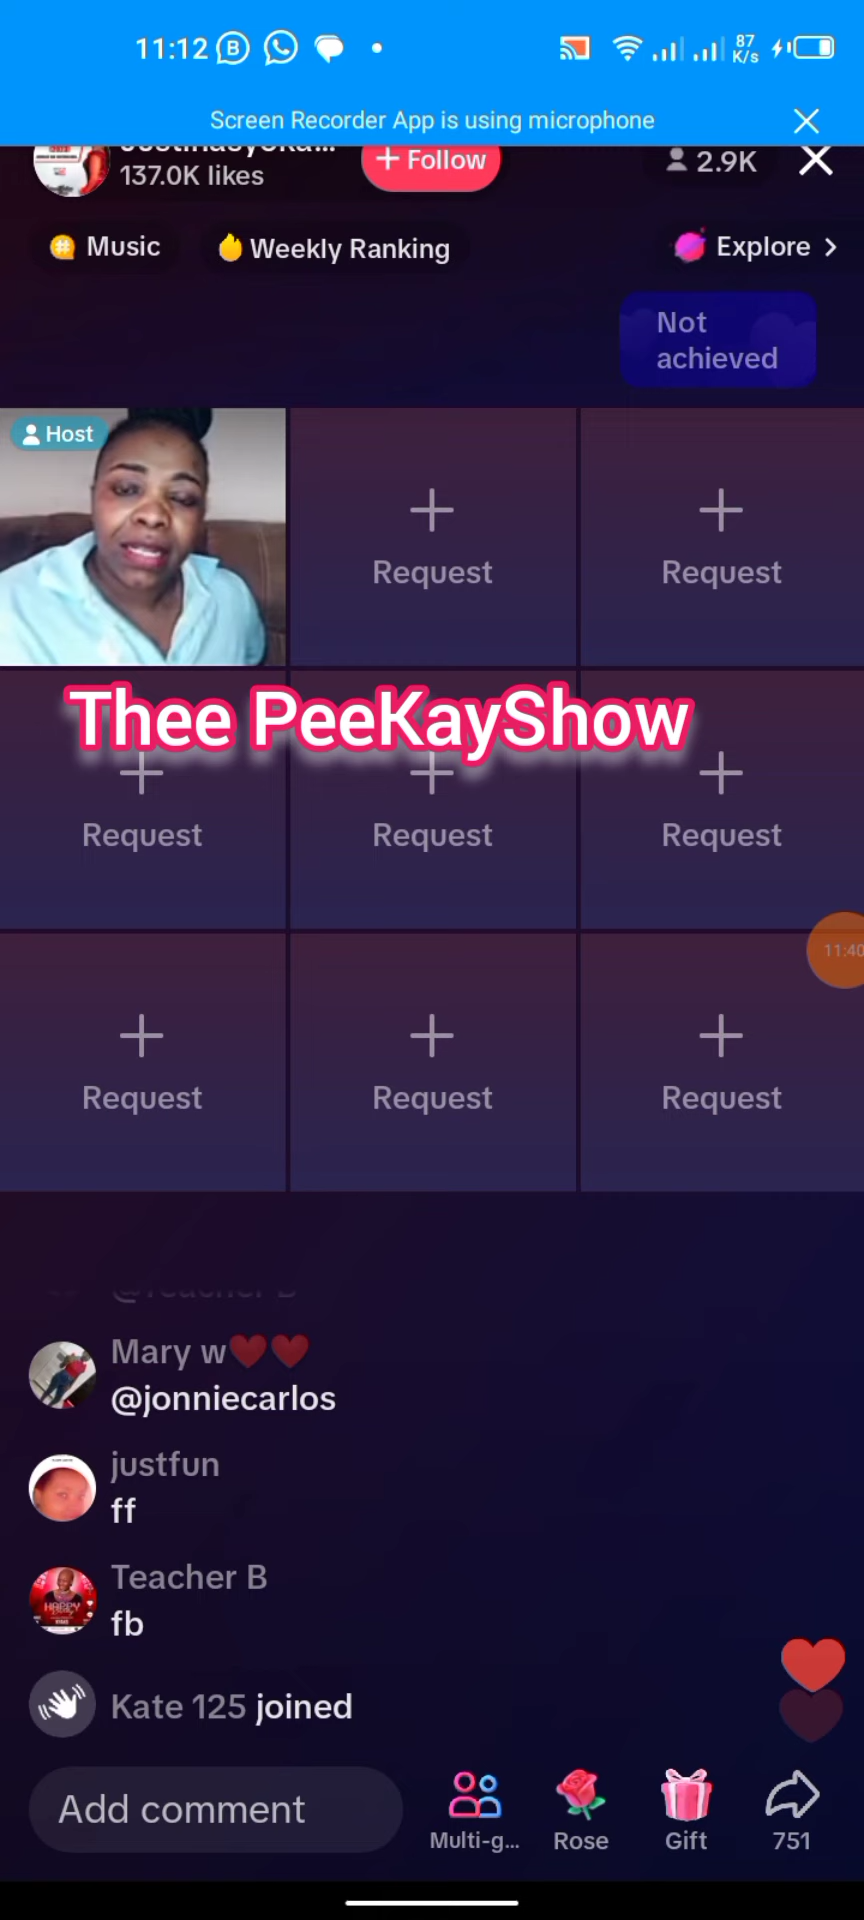 11:12
87
K/s
Screen Recorder App is using microphone
137.0K likes
+ Follow
2.9K
Music
Weekly Ranking
Explore
Not
achieved
Host
Request
Request
Thee PeeKayShow
Request
Request
Request
11:40
Request
Request
Request
Mary w❤️❤️
@jonniecarlos
justfun
ff
Teacher B
fb
Kate 125 joined
Add comment
Multi-g...
Rose
Gift
751